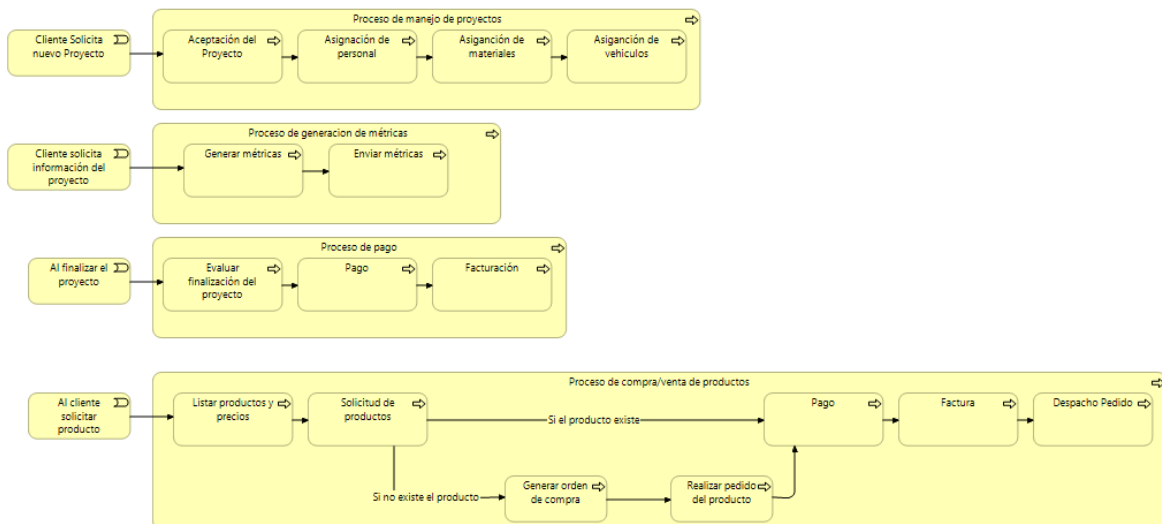 Proceso de manejo de proyectos
Cliente Solicita
nuevo Proyecto
Aceptación del
Proyecto
Asignación de
personal
Asigancíón de
materiales
Asigancíón de
vehiculos
Proceso de generacion de métricas
Cliente solicita
información del
proyecto
Generar métricas
Enviar métricas
Proceso de pago
Al finalizar el
proyecto
Evaluar
finalización del
proyecto
Pago
Facturación
Proceso de compra/venta de productos
Al cliente
solicitar
producto
Listar productos y
precios
Solicitud de
productos
Si el producto existe
Pago
Factura
Despacho Pedido
Si no existe el producto
Generar orden
de compra
Realizar pedido
del producto